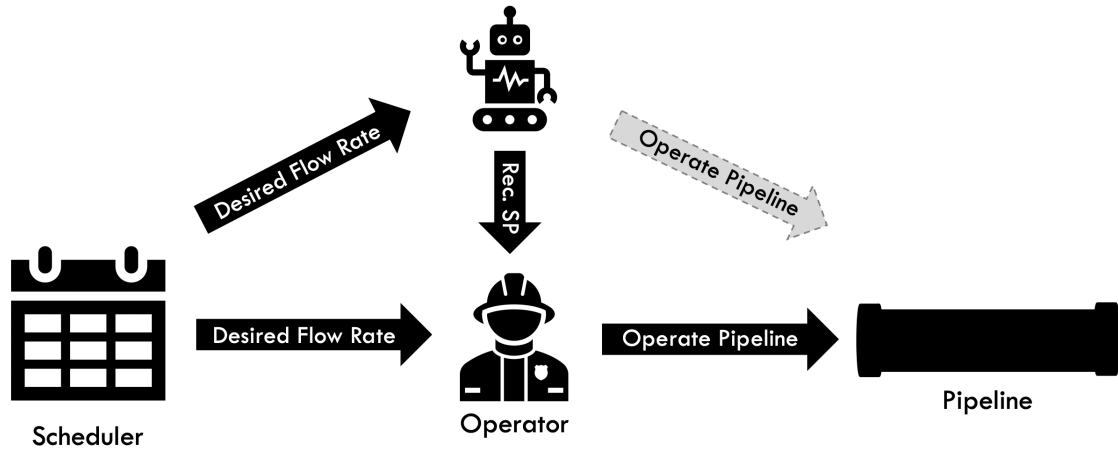 Desired Flow Rate
Operate Pipeline
Rec. SP
Desired Flow Rate
Operate Pipeline
Scheduler
Operator
Pipeline